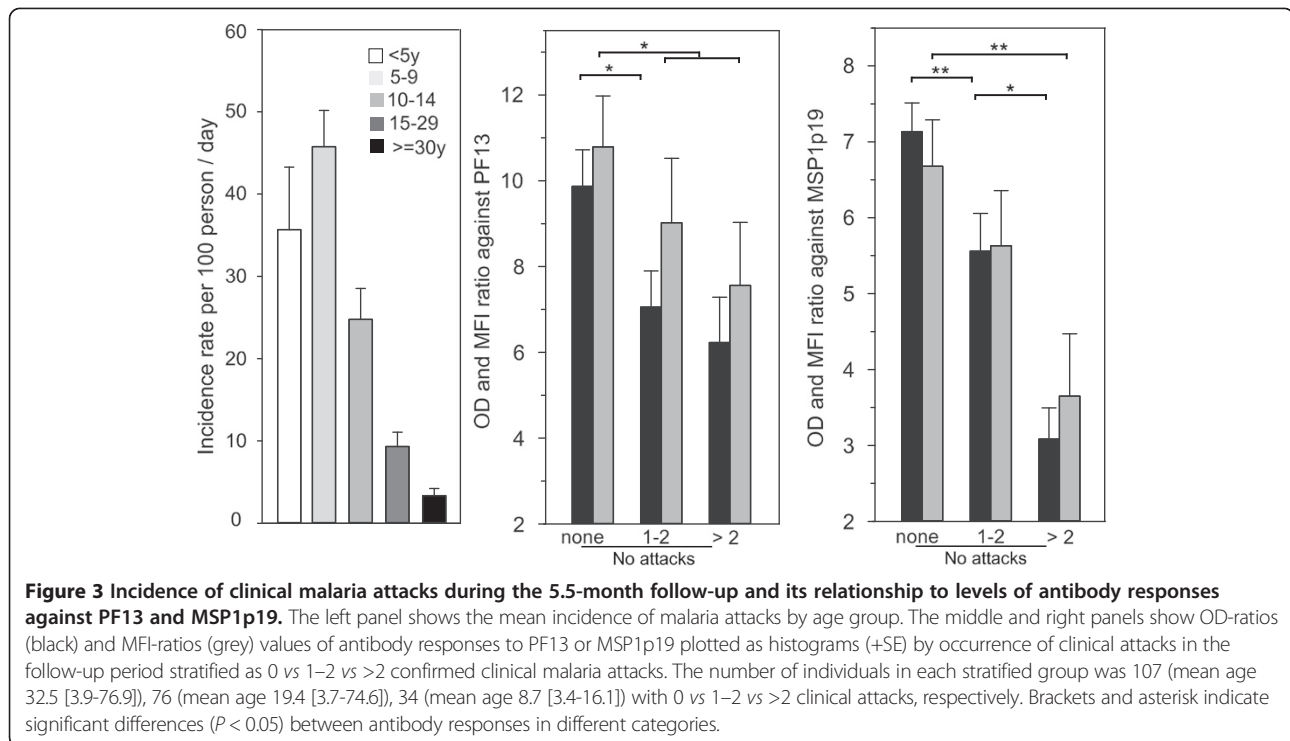 Incidence rate per 100 person / day
60
50
40
30
20
10
0
<5y
5-9
10-14
15-29
>=30y
OD and MFI ratio against PF13
12
10
8
6
4
2
*
*
none 1-2 > 2
No attacks
OD and MFI ratio against MSP1p19
8
7
6
5
4
3
2
**
**
*
none 1-2 > 2
No attacks
Figure 3 Incidence of clinical malaria attacks during the 5.5-month follow-up and its relationship to levels of antibody responses
against PF13 and MSP1p19. The left panel shows the mean incidence of malaria attacks by age group. The middle and right panels show OD-ratios
(black) and MFI-ratios (grey) values of antibody responses to PF13 or MSP1p19 plotted as histograms (+SE) by occurrence of clinical attacks in the
follow-up period stratified as 0 vs 1–2 vs >2 confirmed clinical malaria attacks. The number of individuals in each stratified group was 107 (mean age
32.5 [3.9-76.9]), 76 (mean age 19.4 [3.7-74.6]), 34 (mean age 8.7 [3.4-16.1]) with 0 vs 1–2 vs >2 clinical attacks, respectively. Brackets and asterisk indicate
significant differences (P < 0.05) between antibody responses in different categories.